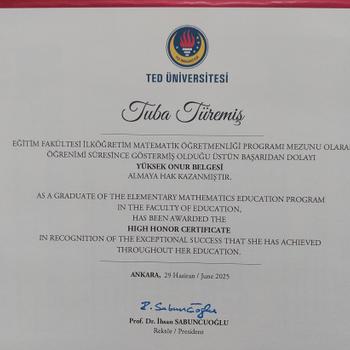 TED ÜNİVERSİTESİ
Tuba Türemiş
EĞİTİM FAKÜLTESİ İLKÖĞRETİM MATEMATİK ÖĞRETMENLİĞİ PROGRAMI MEZUNU OLARA
ÖĞRENİMİ SÜRESİNCE GÖSTERMİŞ OLDUĞU ÜSTÜN BAŞARIDAN DOLAYI
YÜKSEK ONUR BELGESİ
ALMAYA HAK KAZANMIŞTIR.
AS A GRADUATE OF THE ELEMENTARY MATHEMATICS EDUCATION PROGRAM
IN THE FACULTY OF EDUCATION,
HAS BEEN AWARDED THE
HIGH HONOR CERTIFICATE
IN RECOGNITION OF THE EXCEPTIONAL SUCCESS THAT SHE HAS ACHIEVED
THROUGHOUT HER EDUCATION.
ANKARA, 29 Haziran / June 2025
Prof. Dr. İhsan SABUNCUOĞLU
Rektör / President